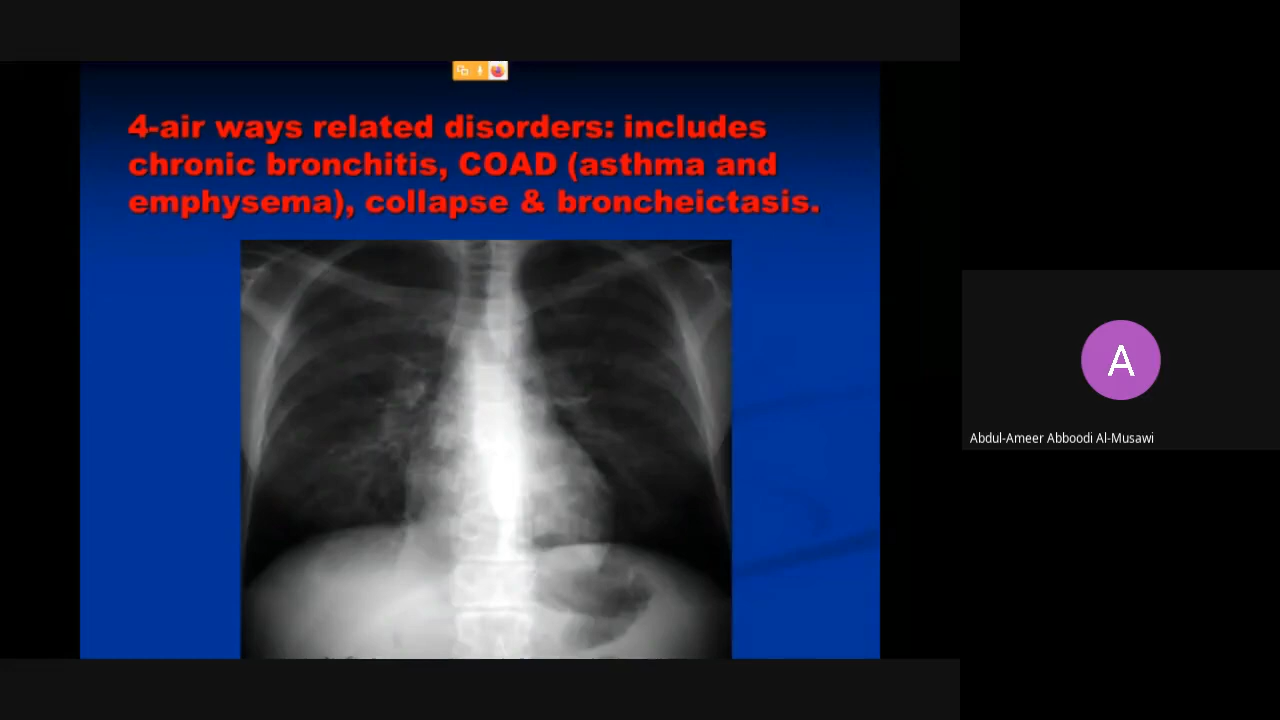 4-air ways related disorders: includes
chronic bronchitis, COAD (asthma and
emphysema), collapse & broncheictasis.
A
Abdul-Ameer Abboodi Al-Musawi